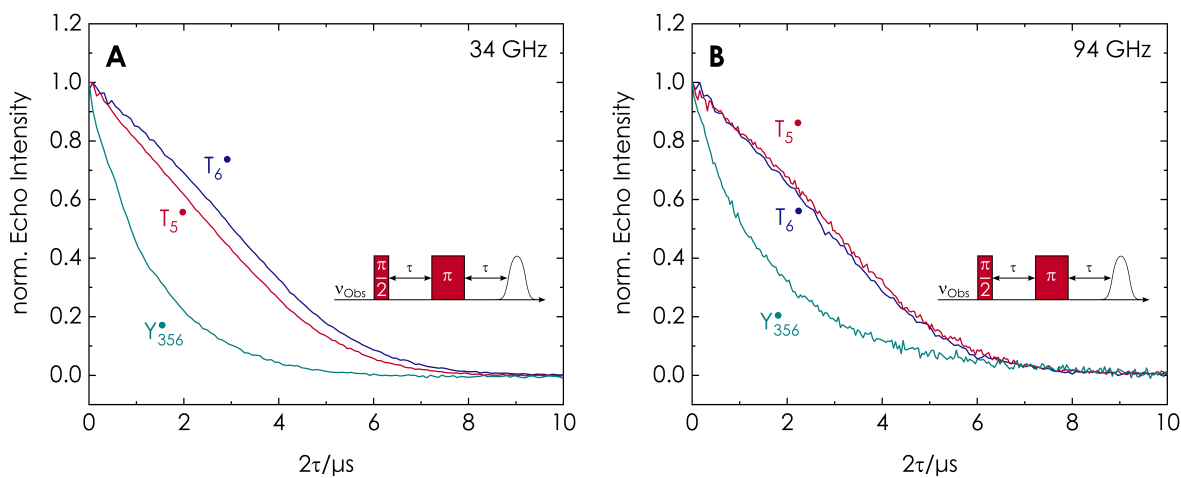 A
34 GHz
norm. Echo Intensity
1.2
1.0
0.8
0.6
0.4
0.2
0.0
T6•
T5•
Y356•
νObs
π
2
τ
π
τ
0 2 4 6 8 10
2τ/µs
B
94 GHz
norm. Echo Intensity
1.2
1.0
0.8
0.6
0.4
0.2
0.0
T5•
T6•
Y356•
νObs
π
2
τ
π
τ
0 2 4 6 8 10
2τ/µs